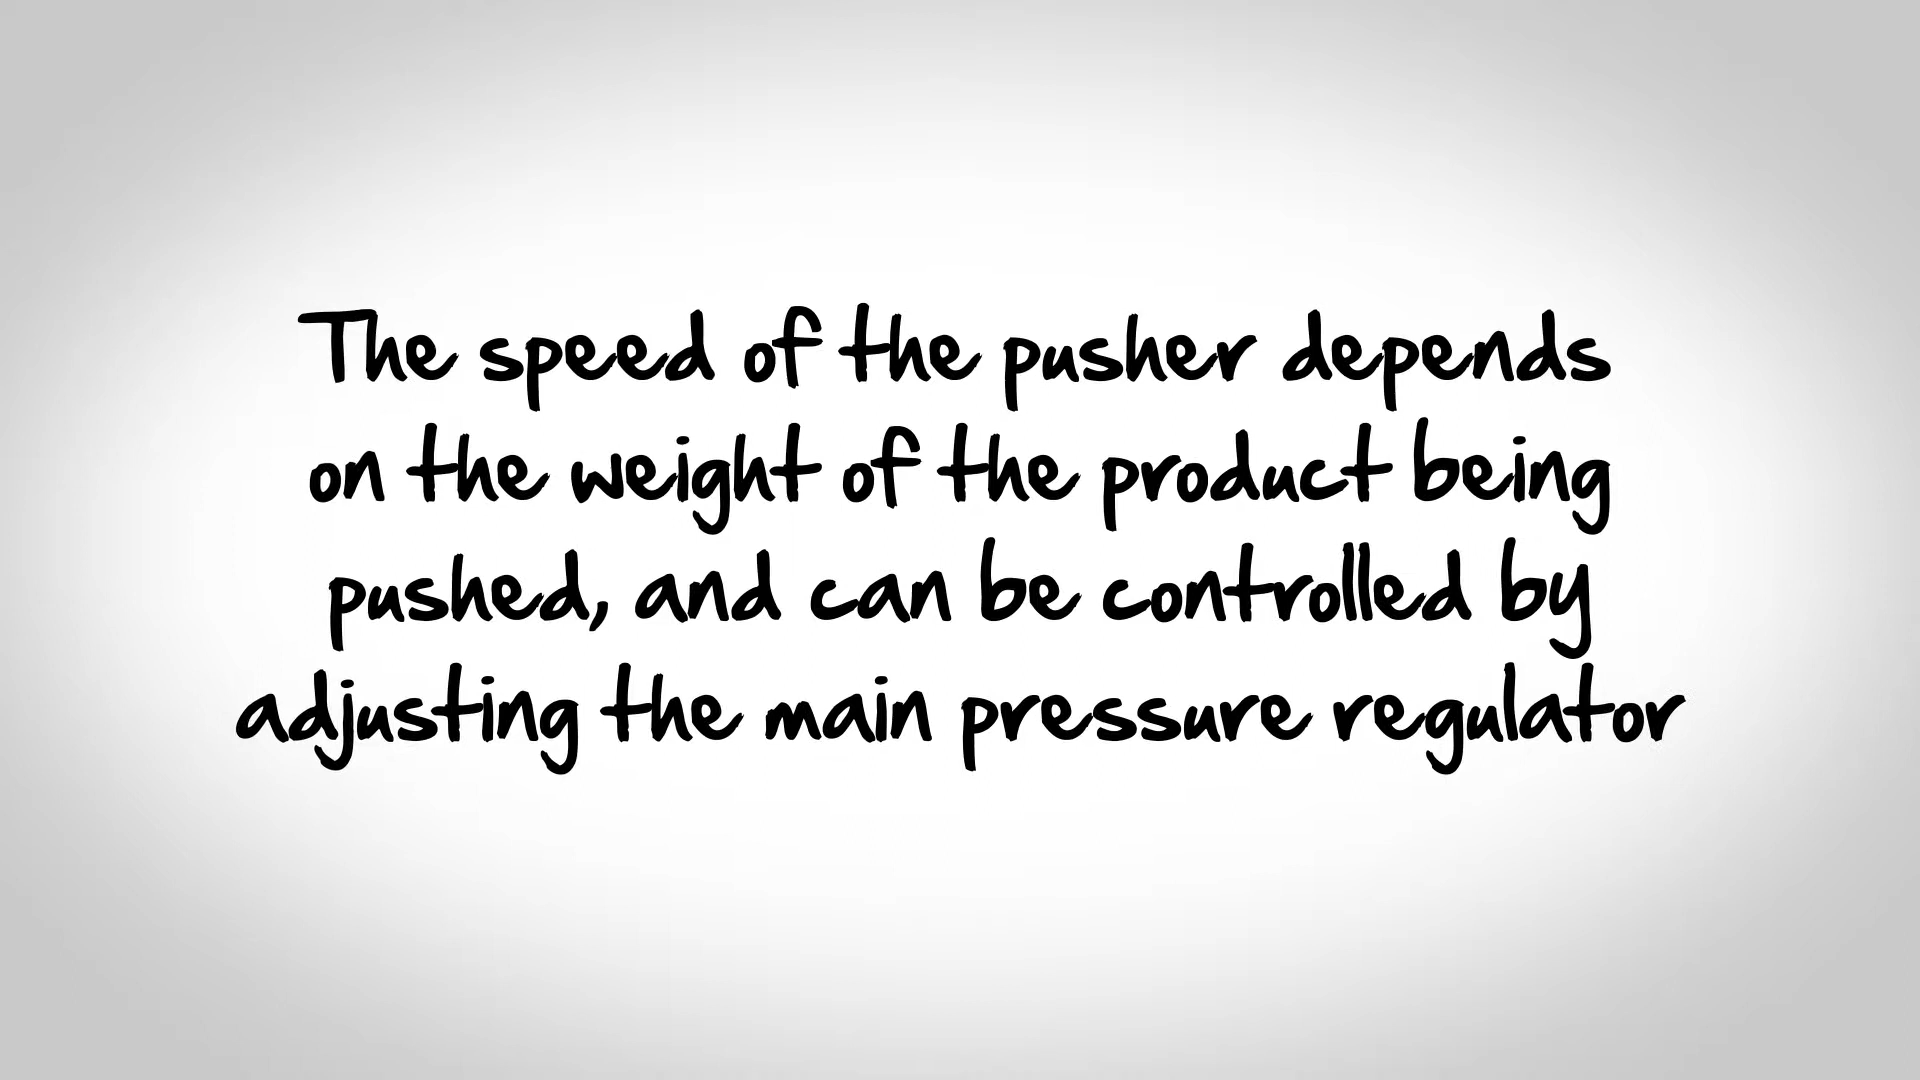 The speed of the pusher depends
on the weight of the product being
pushed, and can be controlled by
adjusting the main pressure regulator